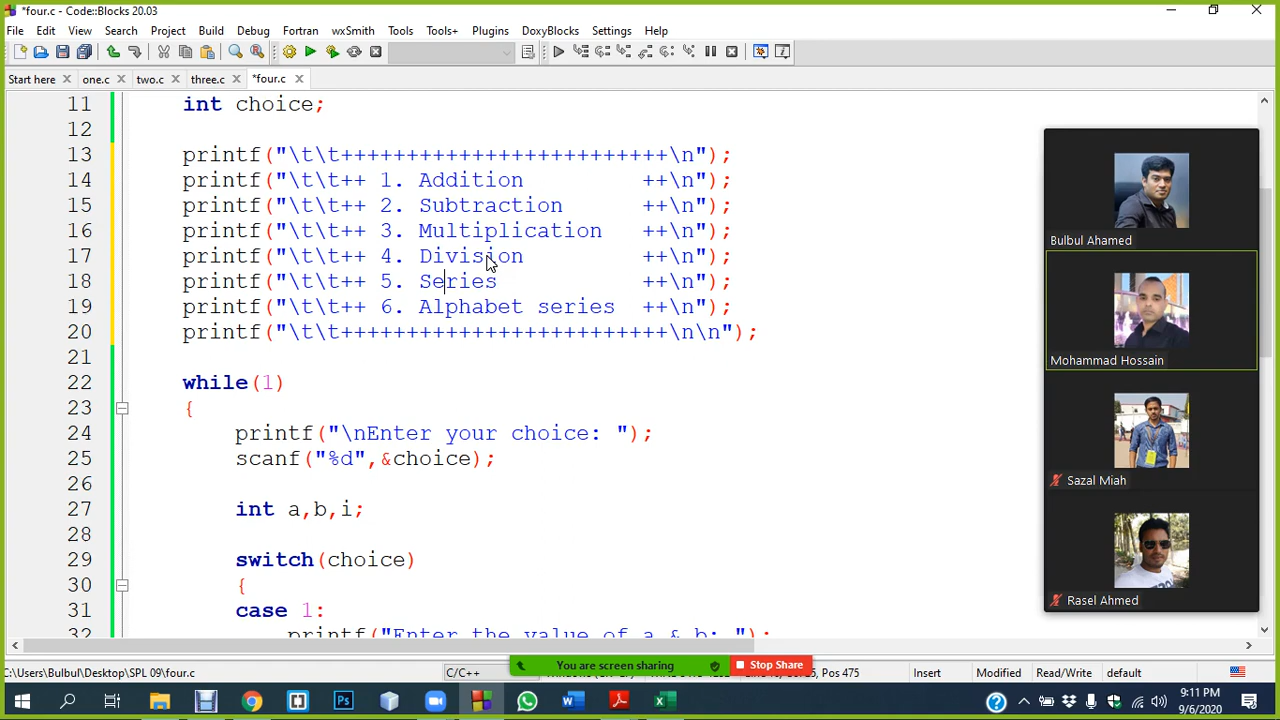 *four.c - Code::Blocks 20.03
File Edit View Search Project Build Debug Fortran wxSmith Tools Tools+ Plugins DoxyBlocks Settings Help
Start here one.c two.c three.c *four.c
11 int choice;
12
13 printf("\t\t+++++++++++++++++++++++++\n");
14 printf("\t\t++ 1. Addition         ++\n");
15 printf("\t\t++ 2. Subtraction      ++\n");
16 printf("\t\t++ 3. Multiplication   ++\n");
17 printf("\t\t++ 4. Division         ++\n");
18 printf("\t\t++ 5. Series           ++\n");
19 printf("\t\t++ 6. Alphabet series  ++\n");
20 printf("\t\t+++++++++++++++++++++++++\n\n");
21
22 while(1)
23 {
24 printf("\nEnter your choice: ");
25 scanf("%d",&choice);
26
27 int a,b,i;
28
29 switch(choice)
30 {
31 case 1:
32 printf("Enter the value of a & b: ");
Bulbul Ahamed
Mohammad Hossain
Sazal Miah
Rasel Ahmed
C:\Users\Bulbul\Desktop\SPL 09\four.c C/C++ Pos 475 Insert Modified default
You are screen sharing Stop Share
9:11 PM
9/6/2020